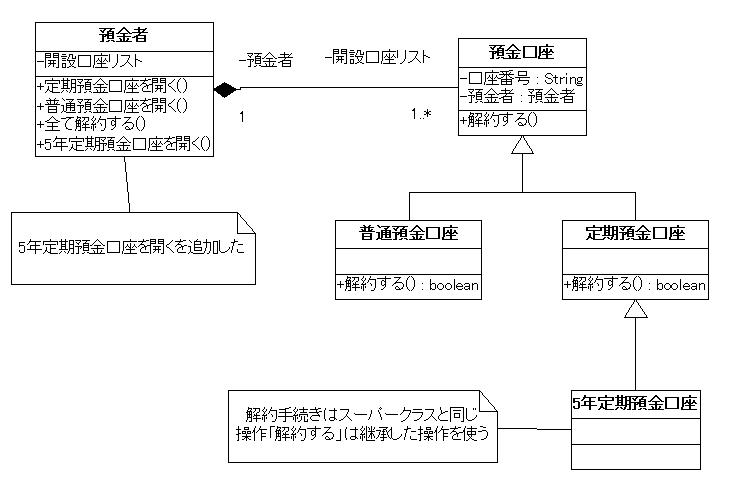 預金者
-開設口座リスト
+定期預金口座を開く()
+普通預金口座を開く()
+全て解約する()
+5年定期預金口座を開く()
-預金者
1
-開設口座リスト
1..*
預金口座
-口座番号 : String
-預金者 : 預金者
+解約する()
5年定期預金口座を開くを追加した
普通預金口座
+解約する() : boolean
定期預金口座
+解約する() : boolean
解約手続きはスーパークラスと同じ
操作「解約する」は継承した操作を使う
5年定期預金口座